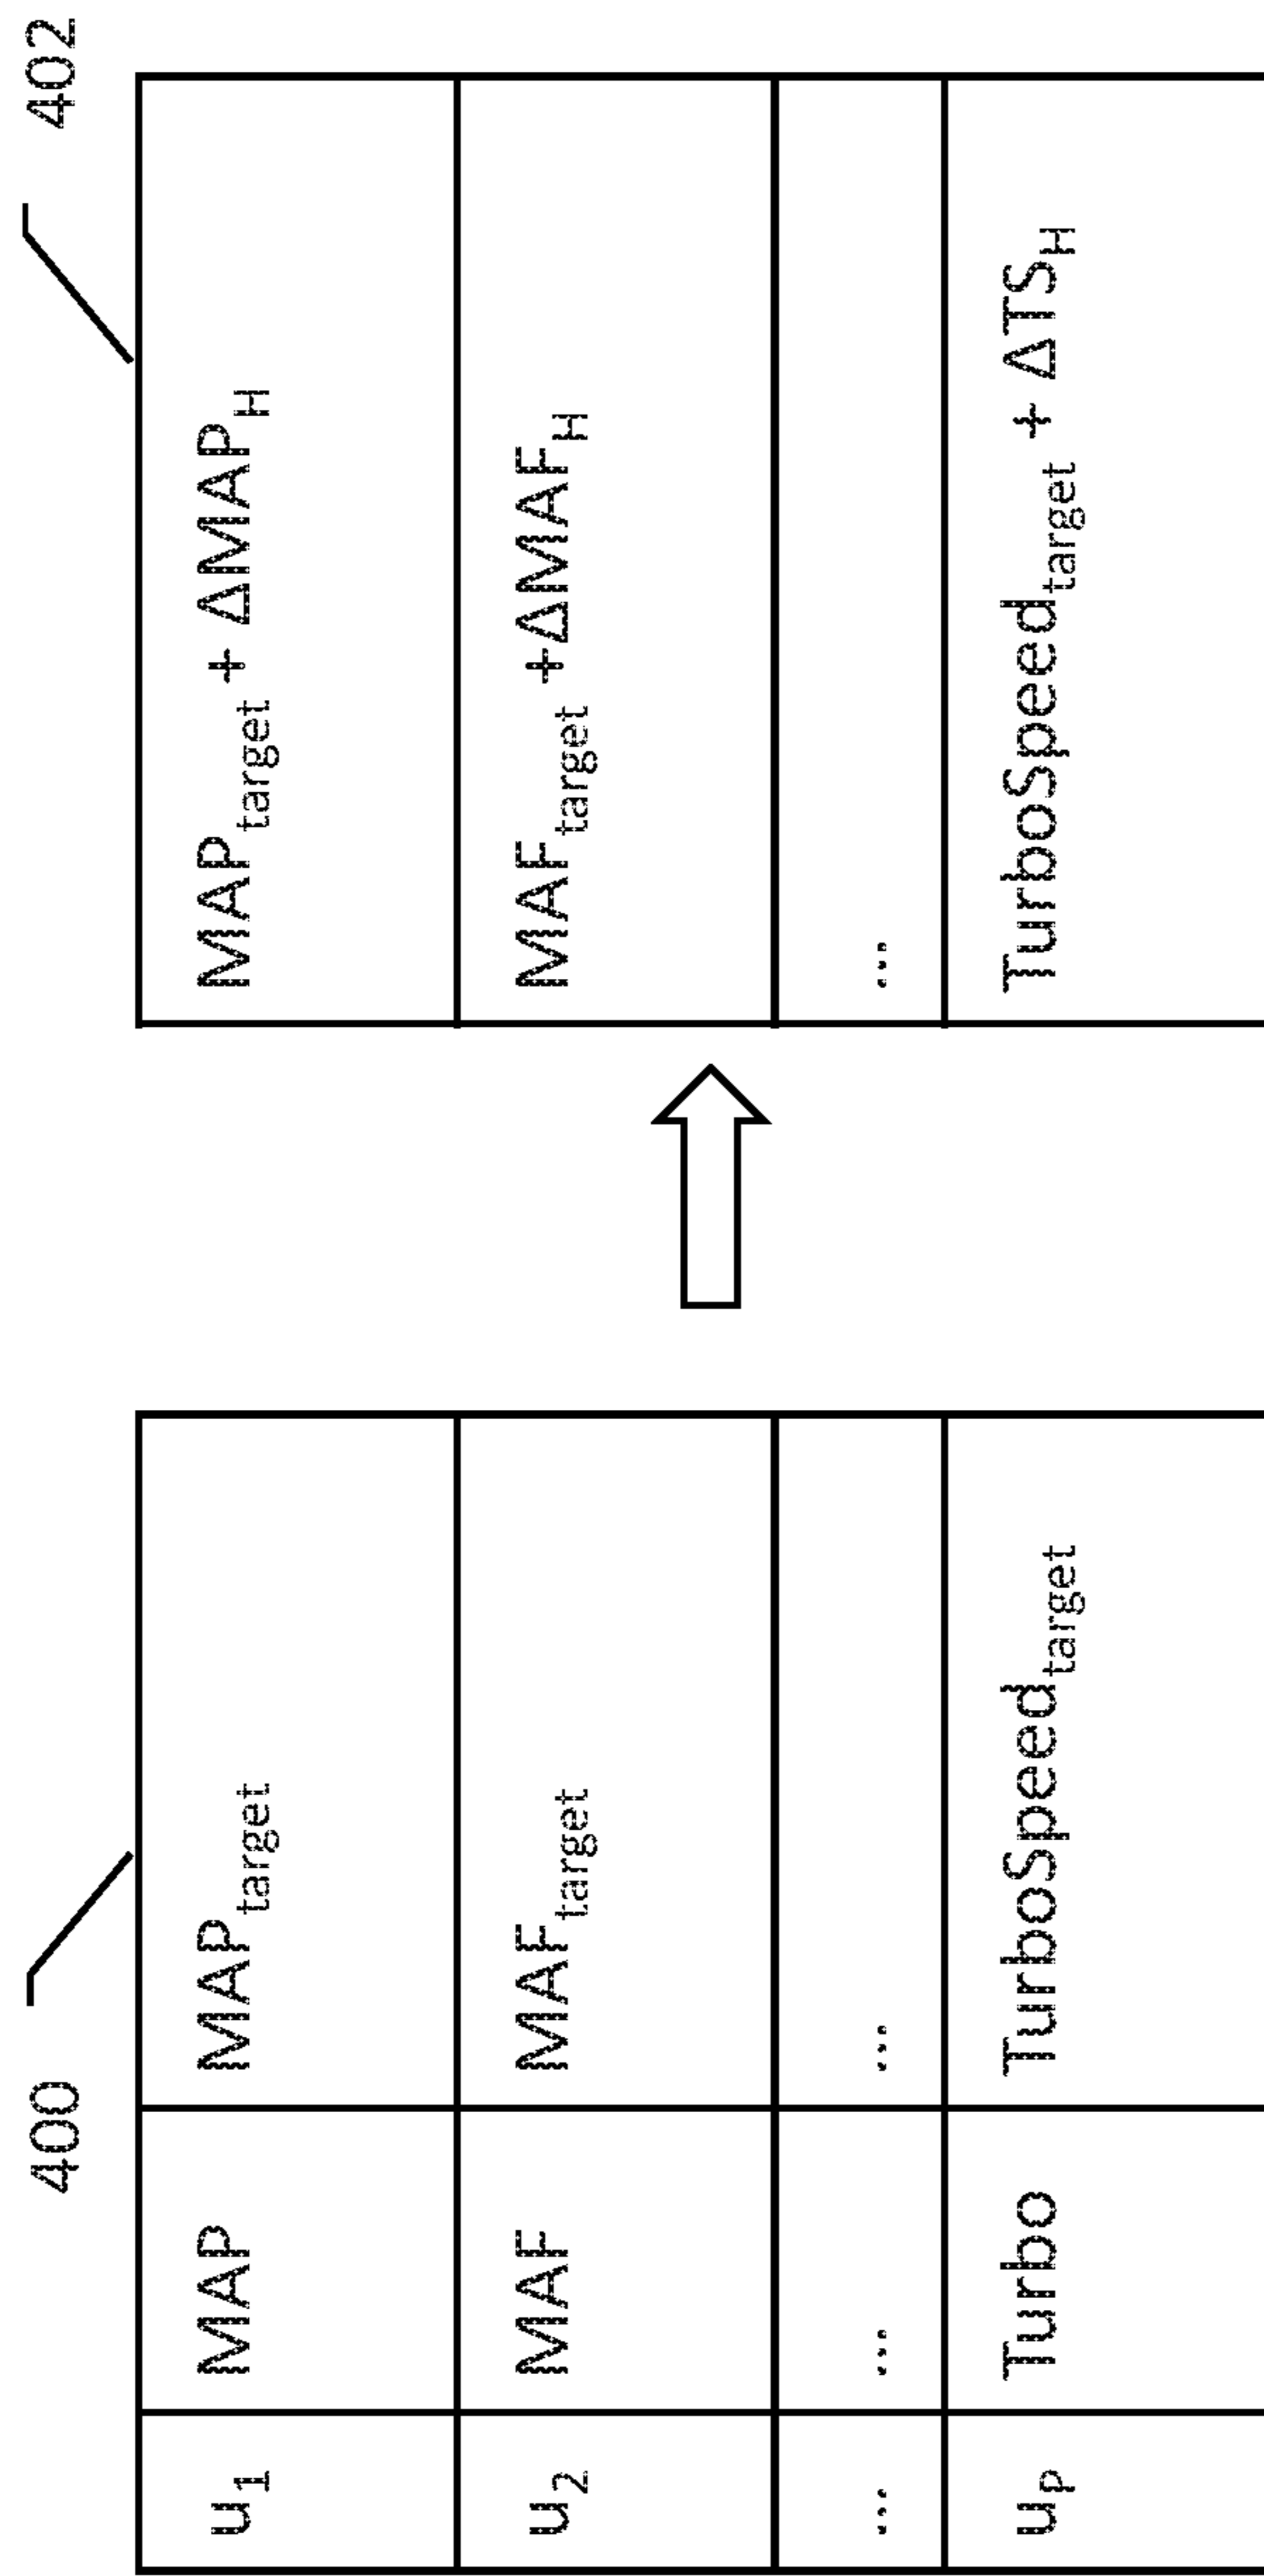 400
402
u1 MAP MAPtarget
u2 MAF MAFtarget
... ... ...
uP Turbo TurboSpeedtarget
MAPtarget + ΔMAPH
MAFtarget +ΔMAFH
...
TurboSpeedtarget + ΔTSH